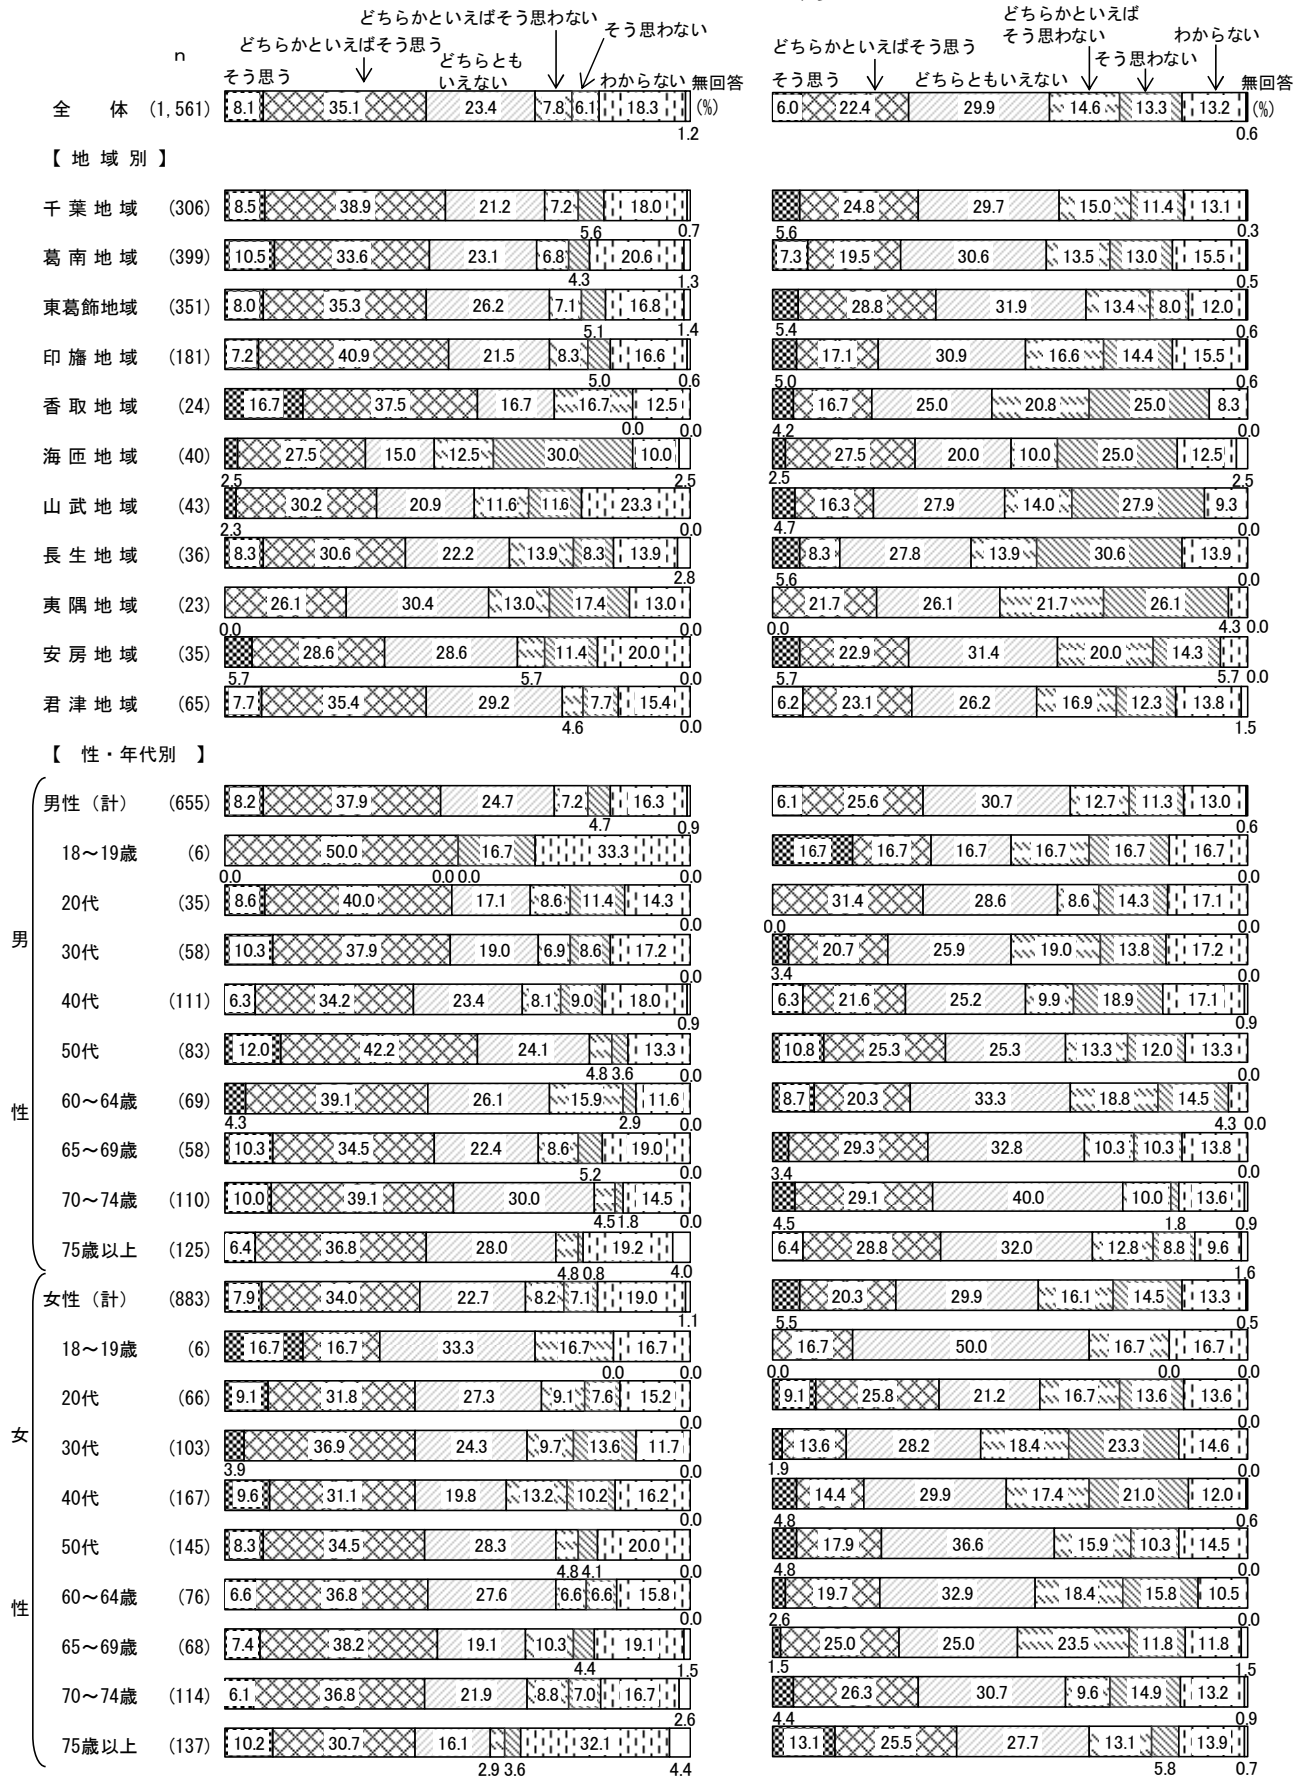 どちらかといえばそう思わない
どちらかといえばそう思う
どちらとも
いえない
そう思わない
n
そう思う
わからない
無回答
(%)
どちらかといえばそう思う
どちらかといえば
そう思わない
わからない
そう思わない
そう思う
どちらともいえない
無回答
(%)
全 体 (1,561) 8.1 35.1 23.4 7.8 6.1 18.3 1.2 6.0 22.4 29.9 14.6 13.3 13.2 0.6
【 地 域 別 】
千 葉 地 域 (306) 8.5 38.9 21.2 7.2 5.6 18.0 0.7 5.6 24.8 29.7 15.0 11.4 13.1 0.3
葛 南 地 域 (399) 10.5 33.6 23.1 6.8 4.3 20.6 1.3 7.3 19.5 30.6 13.5 13.0 15.5 0.5
東葛飾地域 (351) 8.0 35.3 26.2 7.1 5.1 16.8 1.4 5.4 28.8 31.9 13.4 8.0 12.0 0.6
印 旛 地 域 (181) 7.2 40.9 21.5 8.3 5.0 16.6 0.6 5.0 17.1 30.9 16.6 14.4 15.5 0.6
香 取 地 域 (24) 16.7 37.5 16.7 16.7 0.0 12.5 0.0 4.2 16.7 25.0 20.8 25.0 8.3 0.0
海 匝 地 域 (40) 2.5 27.5 15.0 12.5 30.0 10.0 2.5 2.5 27.5 20.0 10.0 25.0 12.5 2.5
山 武 地 域 (43) 2.3 30.2 20.9 11.6 11.6 23.3 0.0 4.7 16.3 27.9 14.0 27.9 9.3 0.0
長 生 地 域 (36) 8.3 30.6 22.2 13.9 8.3 13.9 2.8 5.6 8.3 27.8 13.9 30.6 13.9 0.0
夷 隅 地 域 (23) 0.0 26.1 30.4 13.0 17.4 13.0 0.0 0.0 21.7 26.1 21.7 26.1 4.3 0.0
安 房 地 域 (35) 5.7 28.6 28.6 5.7 11.4 20.0 0.0 5.7 22.9 31.4 20.0 14.3 5.7 0.0
君 津 地 域 (65) 7.7 35.4 29.2 4.6 7.7 15.4 0.0 6.2 23.1 26.2 16.9 12.3 13.8 1.5
【 性・年代別 】
男性（計） (655) 8.2 37.9 24.7 7.2 4.7 16.3 0.9 6.1 25.6 30.7 12.7 11.3 13.0 0.6
18～19歳 (6) 0.0 50.0 0.0 0.0 16.7 33.3 0.0 16.7 16.7 16.7 16.7 16.7 16.7
20代 (35) 8.6 40.0 17.1 8.6 11.4 14.3 0.0 0.0 31.4 28.6 8.6 14.3 17.1 0.0
男
30代 (58) 10.3 37.9 19.0 6.9 8.6 17.2 0.0 3.4 20.7 25.9 19.0 13.8 17.2 0.0
40代 (111) 6.3 34.2 23.4 8.1 9.0 18.0 0.9 6.3 21.6 25.2 9.9 18.9 17.1 0.9
50代 (83) 12.0 42.2 24.1 4.8 3.6 13.3 0.0 10.8 25.3 25.3 13.3 12.0 13.3 0.0
性
60～64歳 (69) 4.3 39.1 26.1 15.9 2.9 11.6 0.0 8.7 20.3 33.3 18.8 14.5 4.3 0.0
65～69歳 (58) 10.3 34.5 22.4 8.6 5.2 19.0 0.0 3.4 29.3 32.8 10.3 10.3 13.8 0.0
70～74歳 (110) 10.0 39.1 30.0 4.5 1.8 14.5 0.0 4.5 29.1 40.0 10.0 1.8 13.6 0.9
75歳以上 (125) 6.4 36.8 28.0 4.8 0.8 19.2 4.0 6.4 28.8 32.0 12.8 8.8 9.6 1.6
女性（計） (883) 7.9 34.0 22.7 8.2 7.1 19.0 1.1 5.5 20.3 29.9 16.1 14.5 13.3 0.5
18～19歳 (6) 16.7 16.7 33.3 16.7 0.0 16.7 0.0 0.0 16.7 50.0 16.7 0.0 16.7 0.0
20代 (66) 9.1 31.8 27.3 9.1 7.6 15.2 0.0 9.1 25.8 21.2 16.7 13.6 13.6 0.0
女
30代 (103) 3.9 36.9 24.3 9.7 13.6 11.7 0.0 1.9 13.6 28.2 18.4 23.3 14.6 0.0
40代 (167) 9.6 31.1 19.8 13.2 10.2 16.2 0.0 4.8 14.4 29.9 17.4 21.0 12.0 0.6
50代 (145) 8.3 34.5 28.3 4.8 4.1 20.0 0.0 4.8 17.9 36.6 15.9 10.3 14.5 0.0
性
60～64歳 (76) 6.6 36.8 27.6 6.6 6.6 15.8 0.0 2.6 19.7 32.9 18.4 15.8 10.5 0.0
65～69歳 (68) 7.4 38.2 19.1 10.3 4.4 19.1 1.5 1.5 25.0 25.0 23.5 11.8 11.8 1.5
70～74歳 (114) 6.1 36.8 21.9 8.8 7.0 16.7 2.6 4.4 26.3 30.7 9.6 14.9 13.2 0.9
75歳以上 (137) 10.2 30.7 16.1 2.9 3.6 32.1 4.4 13.1 25.5 27.7 13.1 5.8 13.9 0.7